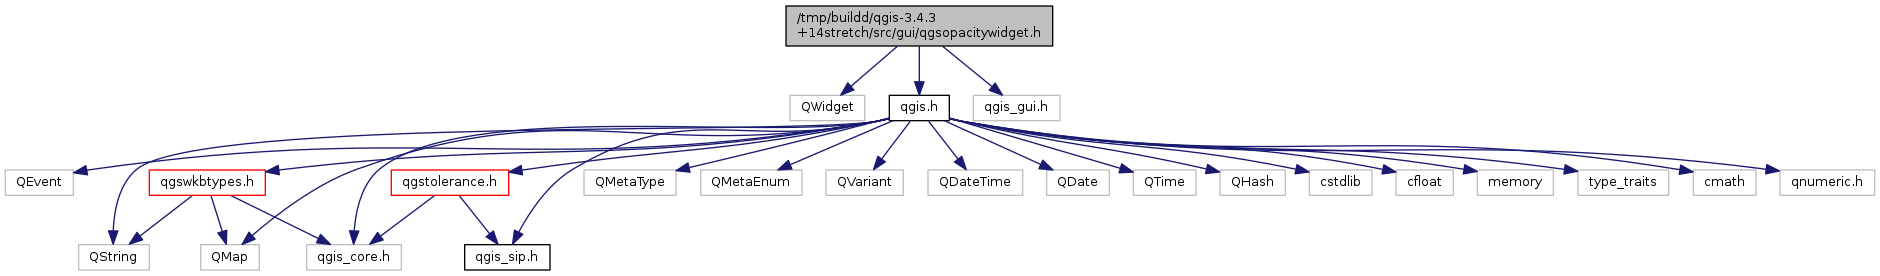 /tmp/buildd/qgis-3.4.3
+14stretch/src/gui/qgsopacitywidget.h
QWidget
qgis.h
qgis_gui.h
QEvent
qgswkbtypes.h
qgstolerance.h
QMetaType
QMetaEnum
QVariant
QDateTime
QDate
QTime
QHash
cstdlib
cfloat
memory
type_traits
cmath
qnumeric.h
QString
QMap
qgis_core.h
qgis_sip.h